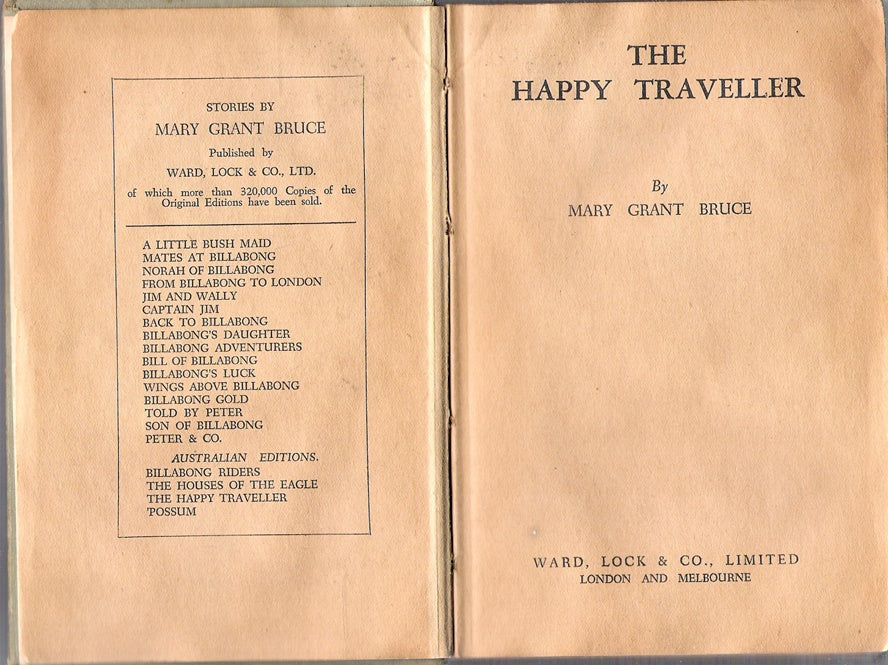 STORIES BY
MARY GRANT BRUCE
Published by
WARD, LOCK & CO., LTD.
of which more than 320,000 Copies of the
Original Editions have been sold.
A LITTLE BUSH MAID
MATES AT BILLABONG
NORAH OF BILLABONG
FROM BILLABONG TO LONDON
JIM AND WALLY
CAPTAIN JIM
BACK TO BILLABONG
BILLABONG'S DAUGHTER
BILLABONG ADVENTURERS
BILL OF BILLABONG
BILLABONG'S LUCK
WINGS ABOVE BILLABONG
BILLABONG GOLD
TOLD BY PETER
SON OF BILLABONG
PETER & CO.
AUSTRALIAN EDITIONS.
BILLABONG RIDERS
THE HOUSES OF THE EAGLE
THE HAPPY TRAVELLER
'POSSUM
THE
HAPPY TRAVELLER
By
MARY GRANT BRUCE
WARD, LOCK & CO., LIMITED
LONDON AND MELBOURNE